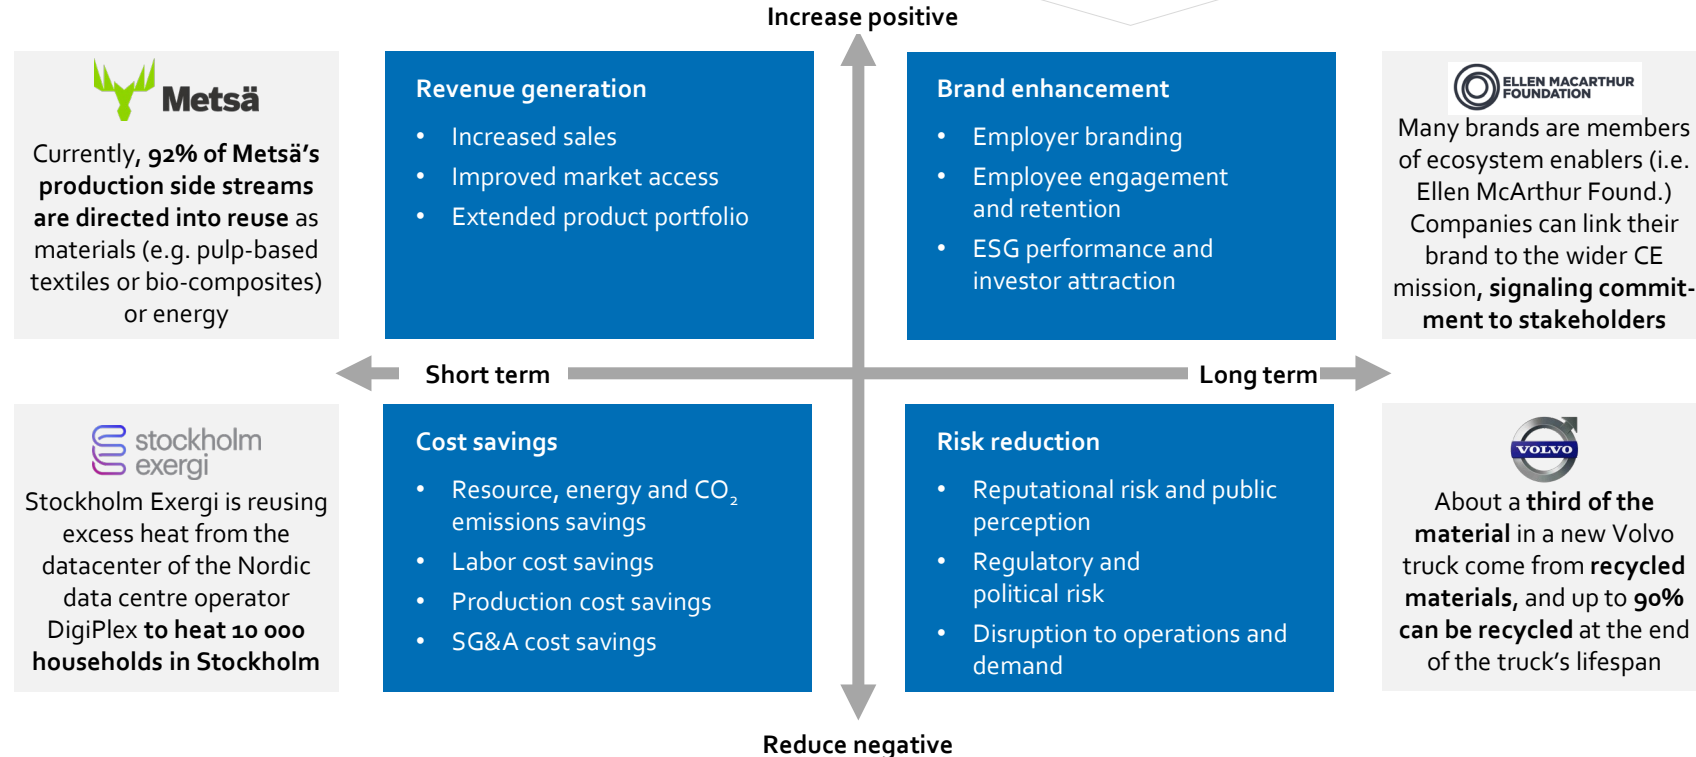 Increase positive
Metsä
Currently, 92% of Metsä's
production side streams
are directed into reuse as
materials (e.g. pulp-based
textiles or bio-composites)
or energy
Revenue generation
• Increased sales
• Improved market access
• Extended product portfolio
Brand enhancement
• Employer branding
• Employee engagement
and retention
• ESG performance and
investor attraction
ELLEN MACARTHUR
FOUNDATION
Many brands are members
of ecosystem enablers (i.e.
Ellen McArthur Found.)
Companies can link their
brand to the wider CE
mission, signaling commit-
ment to stakeholders
Short term
Long term
stockholm
exergi
Stockholm Exergi is reusing
excess heat from the
datacenter of the Nordic
data centre operator
DigiPlex to heat 10 000
households in Stockholm
Cost savings
• Resource, energy and CO₂
emissions savings
• Labor cost savings
• Production cost savings
• SG&A cost savings
Risk reduction
• Reputational risk and public
perception
• Regulatory and
political risk
• Disruption to operations and
demand
VOLVO
About a third of the
material in a new Volvo
truck come from recycled
materials, and up to 90%
can be recycled at the end
of the truck's lifespan
Reduce negative